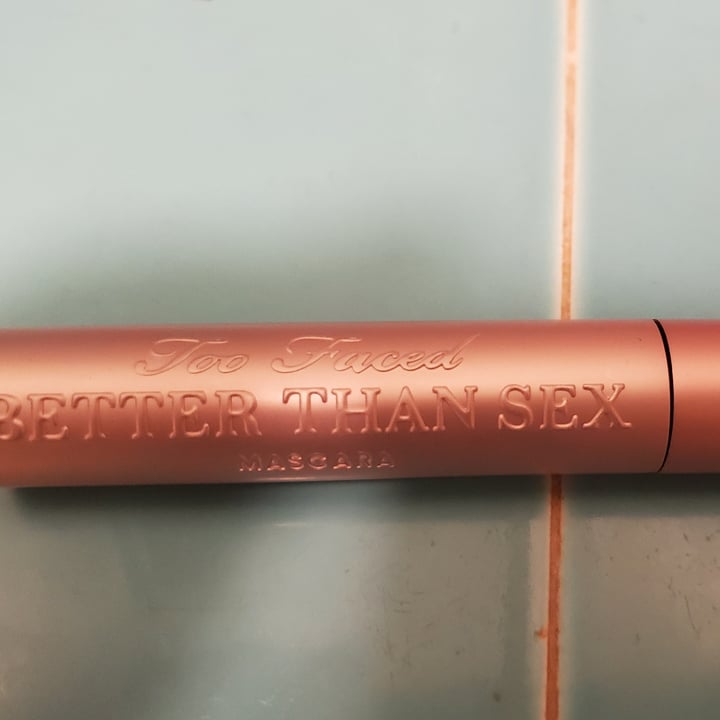 Too Faced
BETTER THAN SEX
MASCARA